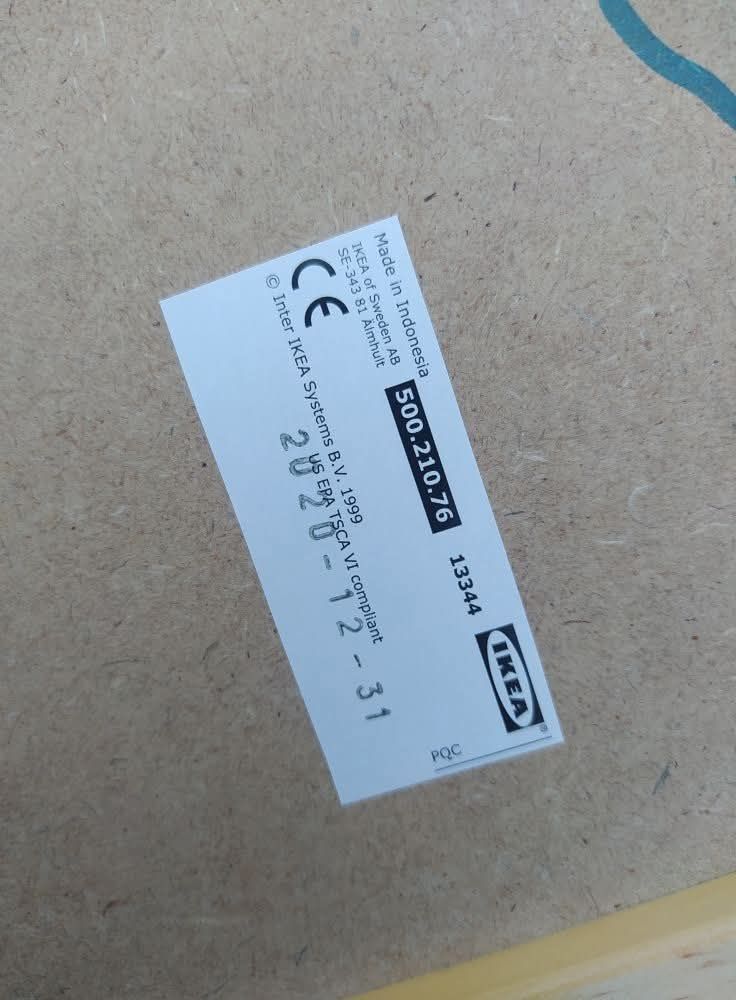 Made in Indonesia
IKEA of Sweden AB
SE-343 81 Älmhult
CE
© Inter IKEA Systems B.V. 1999
US EPA TSCA VI compliant
2020-12-31
500.210.76
13344
IKEA®
PQC